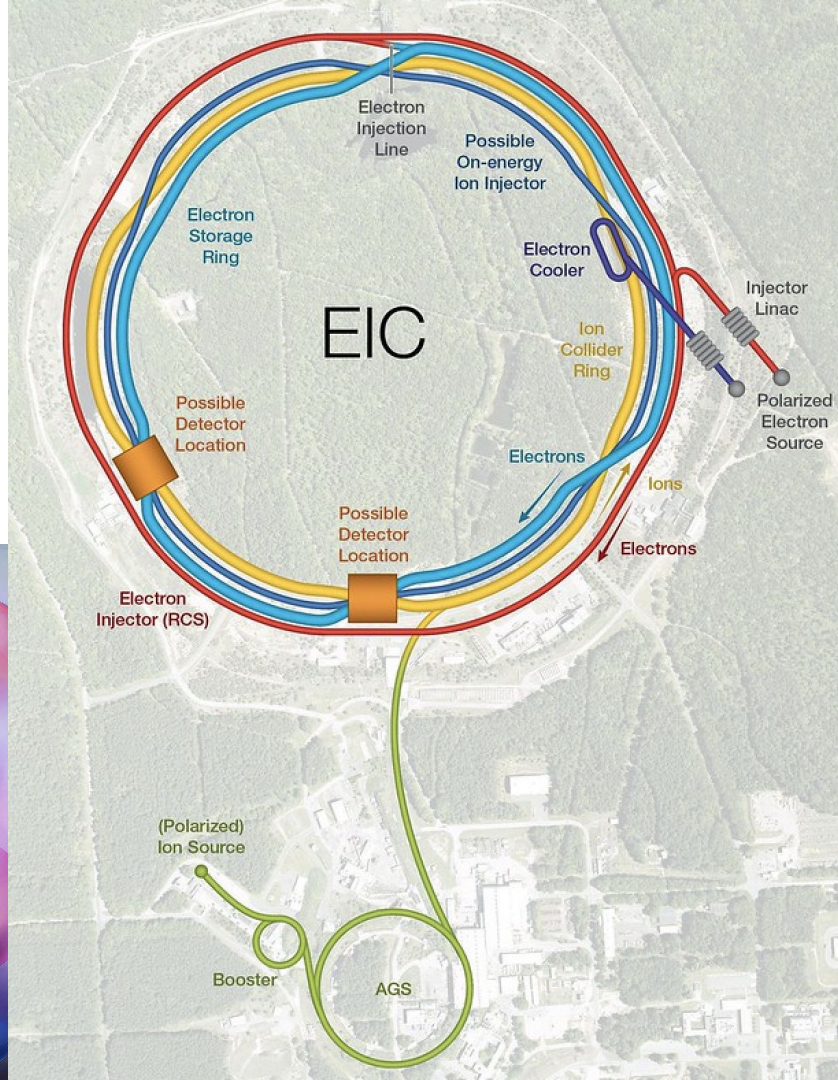 Electron
Injection
Line
Possible
On-energy
Ion Injector
Electron
Storage
Ring
Electron
Cooler
Injector
Linac
EIC
Ion
Collider
Ring
Polarized
Electron
Source
Possible
Detector
Location
Electrons
Ions
Possible
Detector
Location
Electrons
Electron
Injector (RCS)
(Polarized)
Ion Source
Booster
AGS